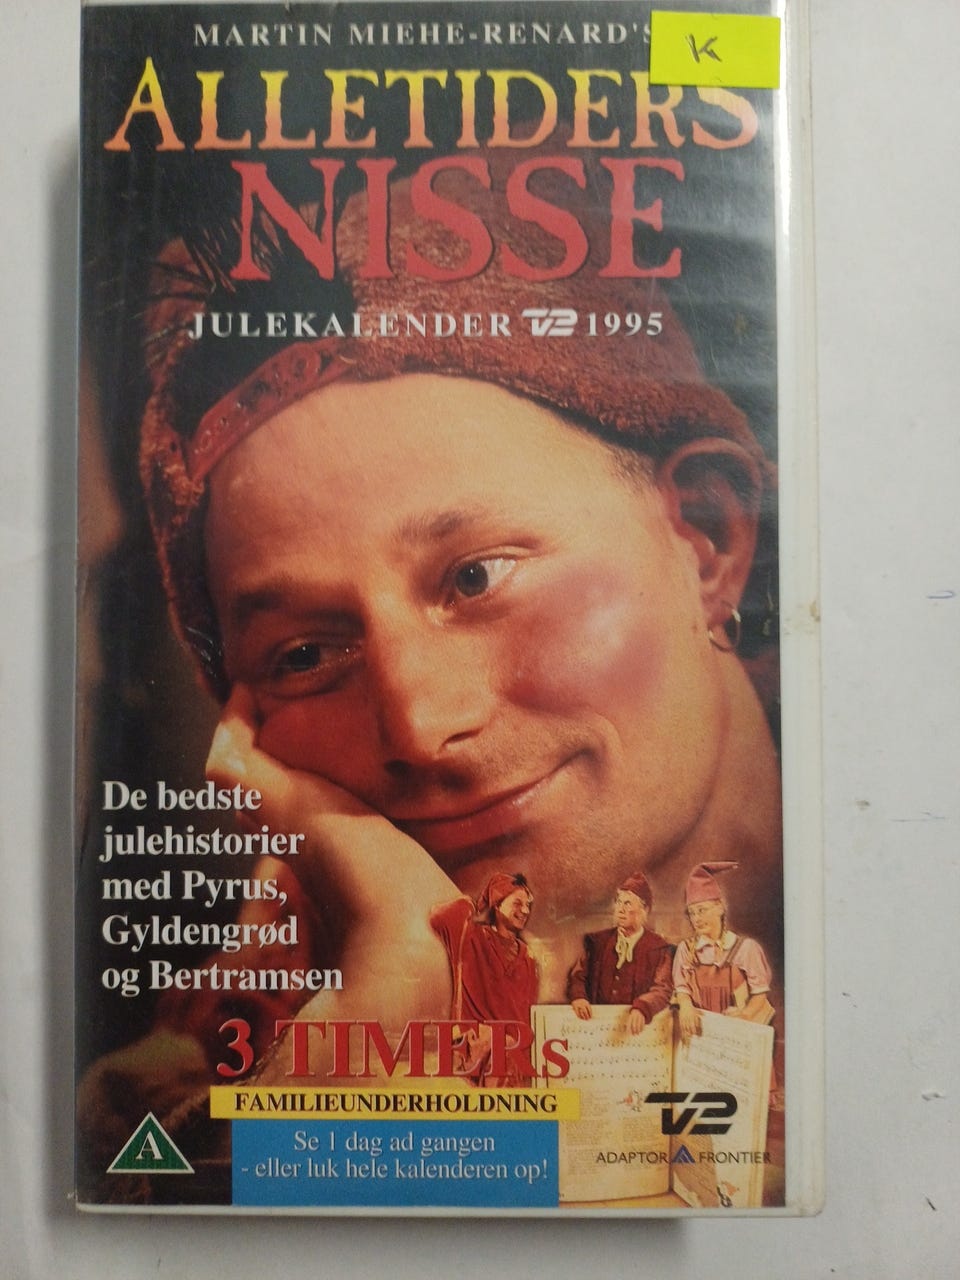 MARTIN MIEHE-RENARD'S
K
ALLETIDERS
NISSE
JULEKALENDER TV2 1995
De bedste
julehistorier
med Pyrus,
Gyldengrød
og Bertramsen
3 TIMERs
FAMILIEUNDERHOLDNING
Se 1 dag ad gangen
- eller luk hele kalenderen op!
A
TV2
ADAPTOR FRONTIER